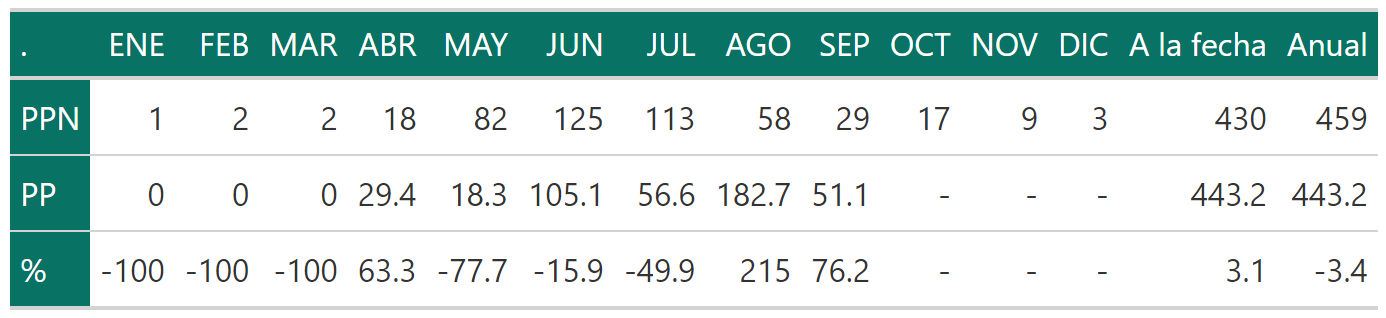 . ENE FEB MAR ABR MAY JUN JUL AGO SEP OCT NOV DIC A la fecha Anual
PPN 1 2 2 18 82 125 113 58 29 17 9 3 430 459
PP 0 0 0 29.4 18.3 105.1 56.6 182.7 51.1 - - - 443.2 443.2
% -100 -100 -100 63.3 -77.7 -15.9 -49.9 215 76.2 - - - 3.1 -3.4